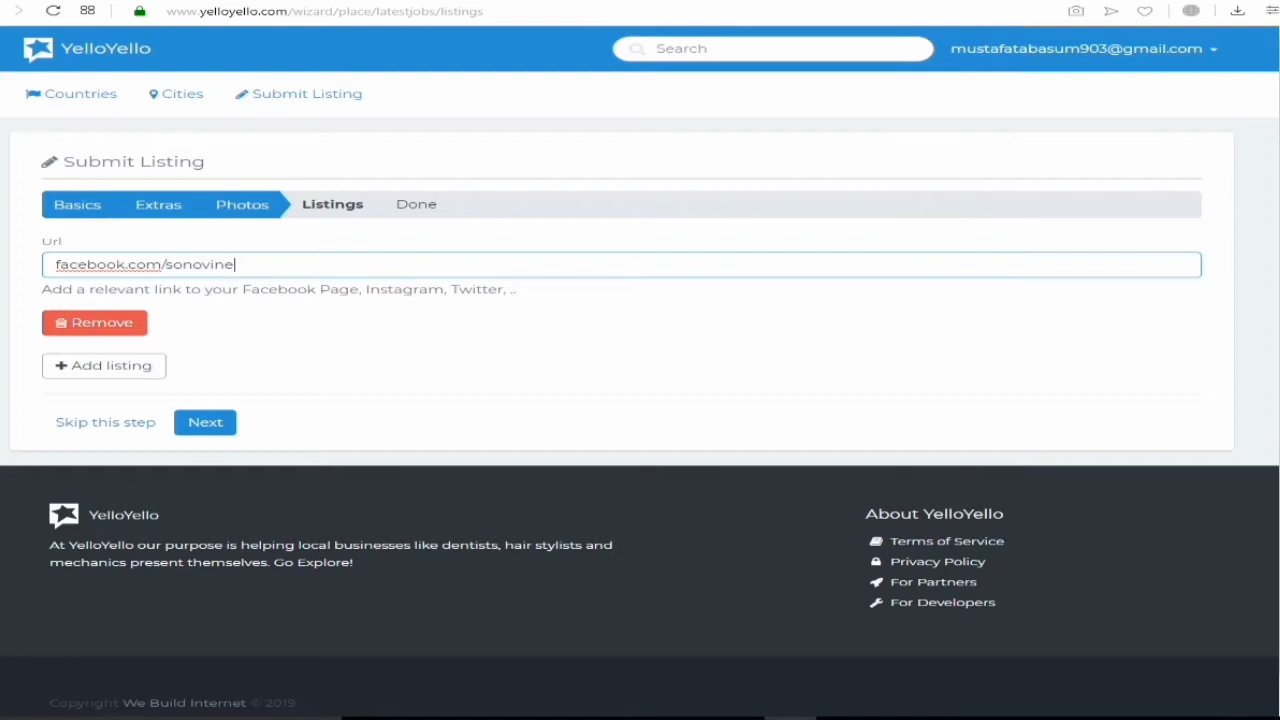 88
www.yelloyello.com/wizard/place/latestjobs/listings
YelloYello
Search
mustafatabasum903@gmail.com
Countries
Cities
Submit Listing
Submit Listing
Basics
Extras
Photos
Listings
Done
Url
facebook.com/sonovine
Add a relevant link to your Facebook Page, Instagram, Twitter, ..
Remove
Add listing
Skip this step
Next
YelloYello
At YelloYello our purpose is helping local businesses like dentists, hair stylists and
mechanics present themselves. Go Explore!
About YelloYello
Terms of Service
Privacy Policy
For Partners
For Developers
Copyright We Build Internet © 2019